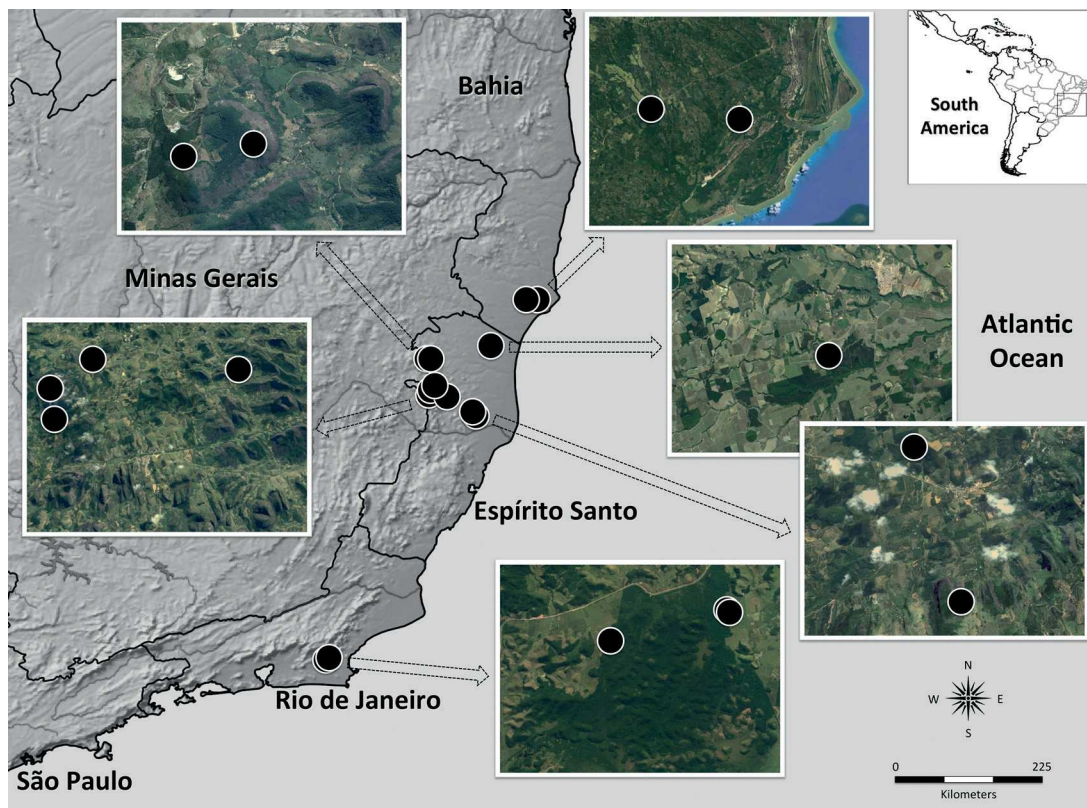 Bahia
South
America
Minas Gerais
Atlantic
Ocean
Espírito Santo
Rio de Janeiro
São Paulo
N
W
E
S
0
225
Kilometers